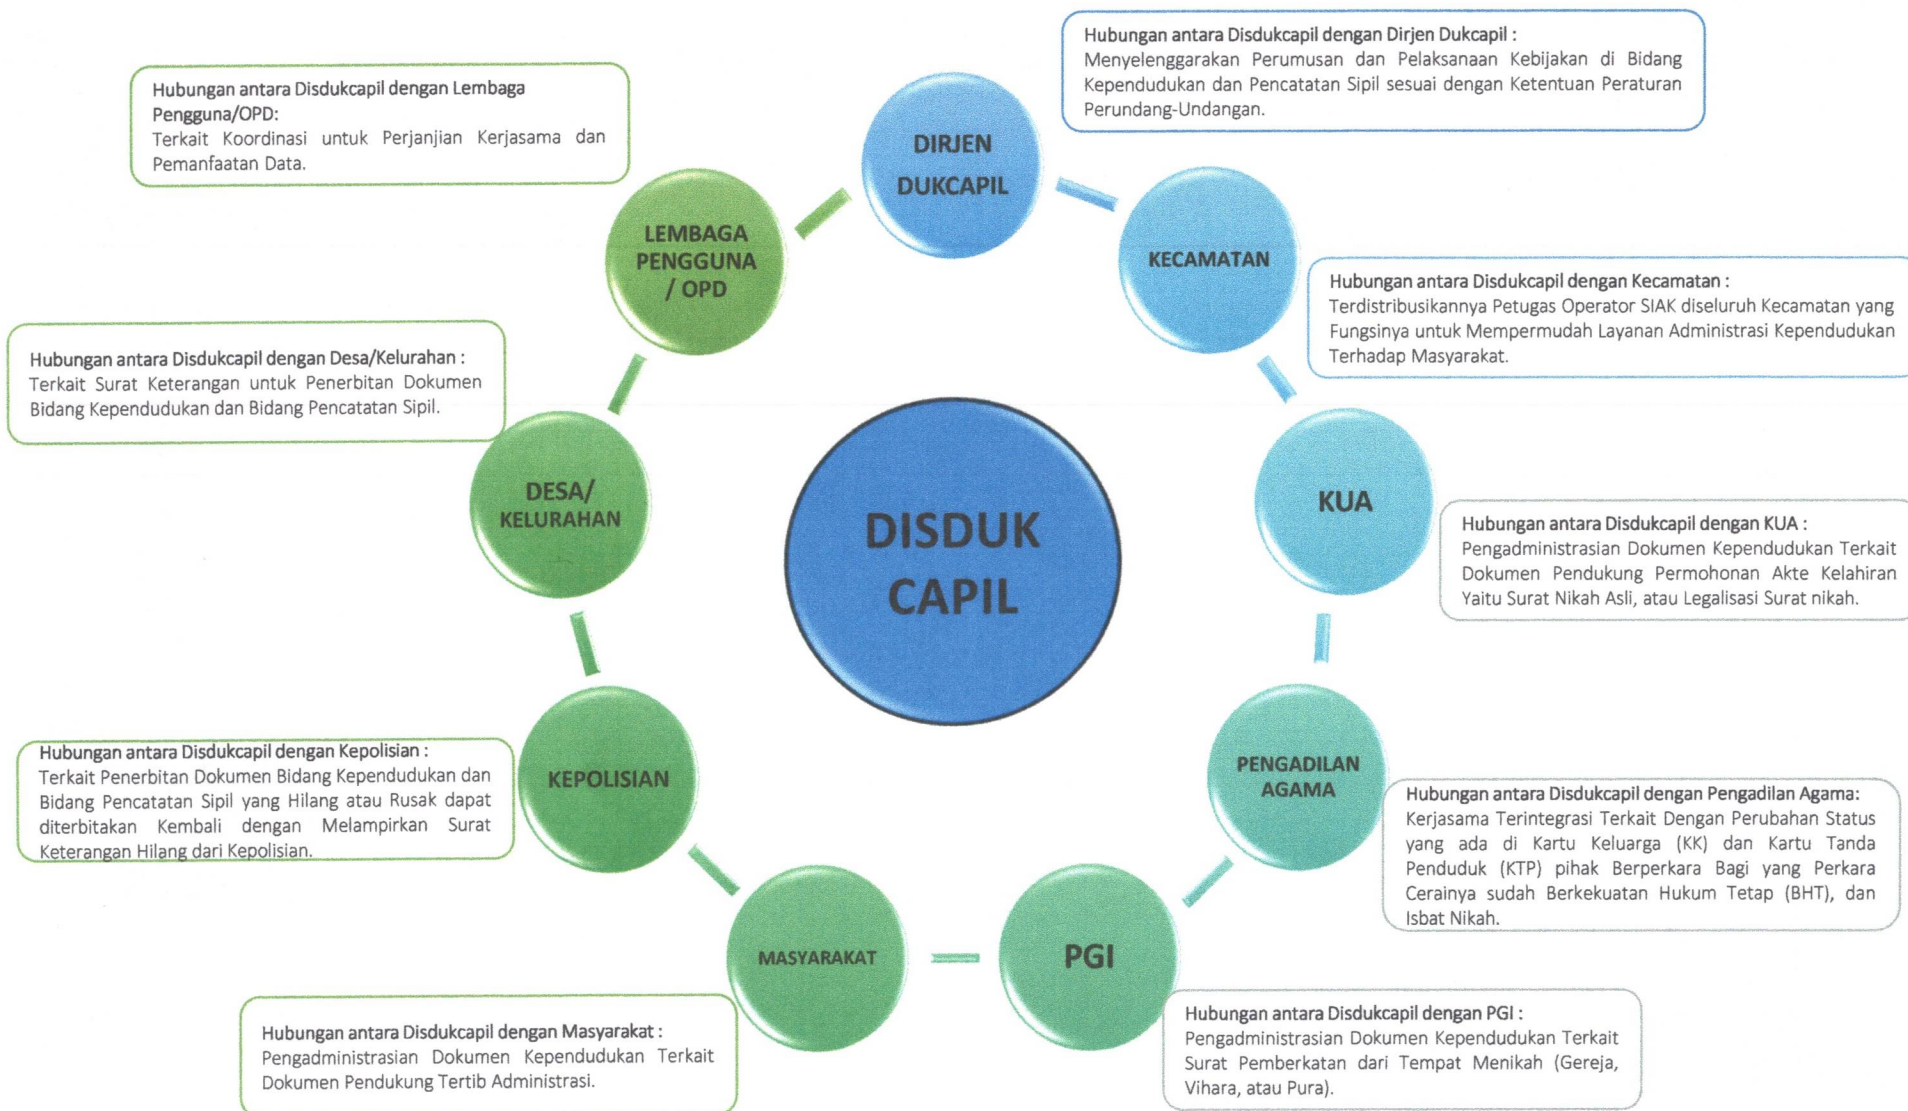 Hubungan antara Disdukcapil dengan Dirjen Dukcapil :
Menyelenggarakan Perumusan dan Pelaksanaan Kebijakan di Bidang
Kependudukan dan Pencatatan Sipil sesuai dengan Ketentuan Peraturan
Perundang-Undangan.
Hubungan antara Disdukcapil dengan Lembaga
Pengguna/OPD:
Terkait Koordinasi untuk Perjanjian Kerjasama dan
Pemanfaatan Data.
DIRJEN
DUKCAPIL
LEMBAGA
PENGGUNA
/ OPD
KECAMATAN
Hubungan antara Disdukcapil dengan Kecamatan :
Terdistribusikannya Petugas Operator SIAK diseluruh Kecamatan yang
Fungsinya untuk Mempermudah Layanan Administrasi Kependudukan
Terhadap Masyarakat.
Hubungan antara Disdukcapil dengan Desa/Kelurahan :
Terkait Surat Keterangan untuk Penerbitan Dokumen
Bidang Kependudukan dan Bidang Pencatatan Sipil.
DESA/
KELURAHAN
DISDUK
CAPIL
KUA
Hubungan antara Disdukcapil dengan KUA :
Pengadministrasian Dokumen Kependudukan Terkait
Dokumen Pendukung Permohonan Akte Kelahiran
Yaitu Surat Nikah Asli, atau Legalisasi Surat nikah.
Hubungan antara Disdukcapil dengan Kepolisian :
Terkait Penerbitan Dokumen Bidang Kependudukan dan
Bidang Pencatatan Sipil yang Hilang atau Rusak dapat
diterbitakan Kembali dengan Melampirkan Surat
Keterangan Hilang dari Kepolisian.
KEPOLISIAN
PENGADILAN
AGAMA
Hubungan antara Disdukcapil dengan Pengadilan Agama:
Kerjasama Terintegrasi Terkait Dengan Perubahan Status
yang ada di Kartu Keluarga (KK) dan Kartu Tanda
Penduduk (KTP) pihak Berperkara Bagi yang Perkara
Cerainya sudah Berkekuatan Hukum Tetap (BHT), dan
Isbat Nikah.
MASYARAKAT
PGI
Hubungan antara Disdukcapil dengan Masyarakat :
Pengadministrasian Dokumen Kependudukan Terkait
Dokumen Pendukung Tertib Administrasi.
Hubungan antara Disdukcapil dengan PGI :
Pengadministrasian Dokumen Kependudukan Terkait
Surat Pemberkatan dari Tempat Menikah (Gereja,
Vihara, atau Pura).